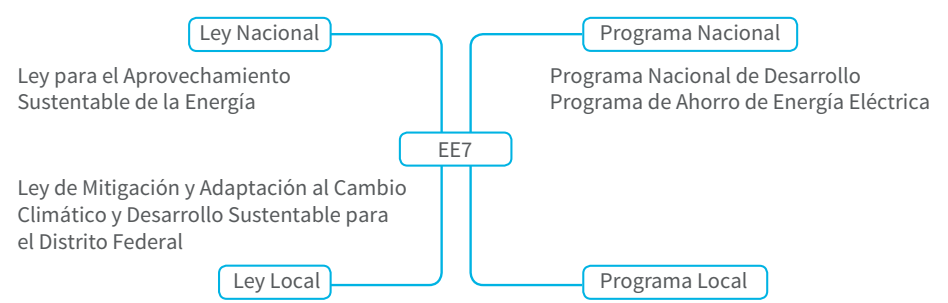 Ley Nacional
Programa Nacional
Ley para el Aprovechamiento
Sustentable de la Energía
Programa Nacional de Desarrollo
Programa de Ahorro de Energía Eléctrica
EE7
Ley de Mitigación y Adaptación al Cambio
Climático y Desarrollo Sustentable para
el Distrito Federal
Ley Local
Programa Local